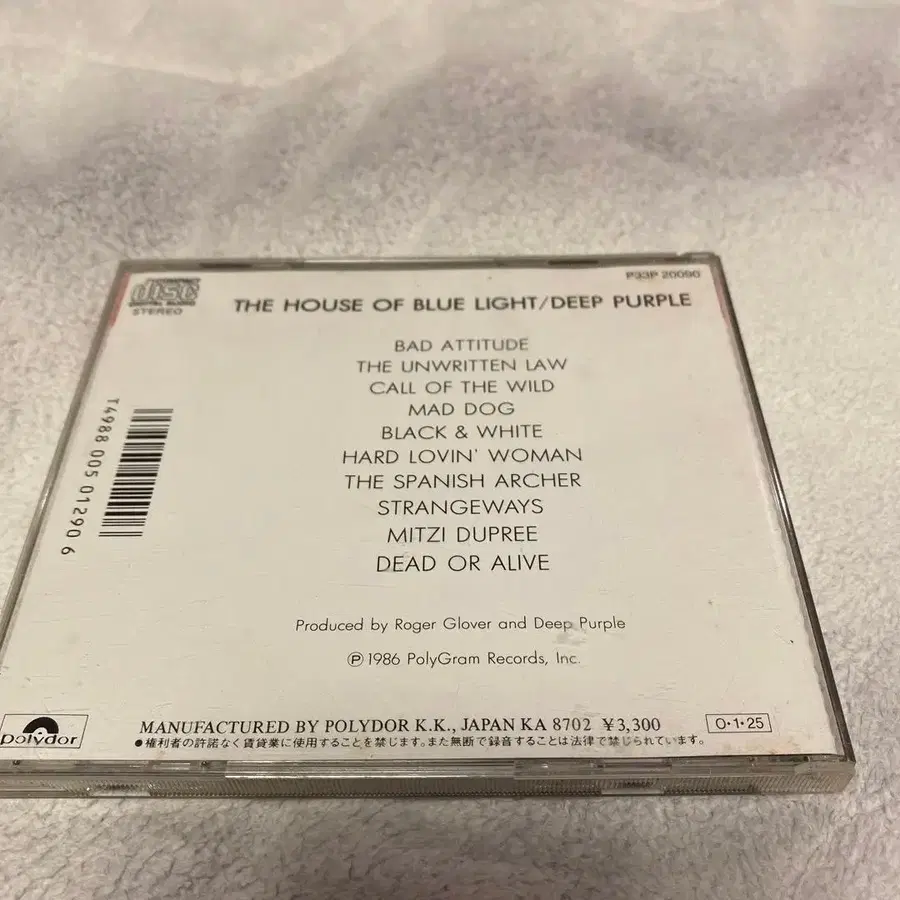 P33P 20090
COMPACT
disc
DIGITAL AUDIO
STEREO
THE HOUSE OF BLUE LIGHT/DEEP PURPLE
BAD ATTITUDE
THE UNWRITTEN LAW
CALL OF THE WILD
MAD DOG
BLACK & WHITE
HARD LOVIN' WOMAN
THE SPANISH ARCHER
STRANGEWAYS
MITZI DUPREE
DEAD OR ALIVE
T4988 005 012906
Produced by Roger Glover and Deep Purple
Ⓟ 1986 PolyGram Records, Inc.
polydor
MANUFACTURED BY POLYDOR K.K., JAPAN KA 8702 ¥3,300
O·1·25
●権利者の許諾なく賃貸業に使用することを禁じます。また無断で録音することは法律で禁じられています。